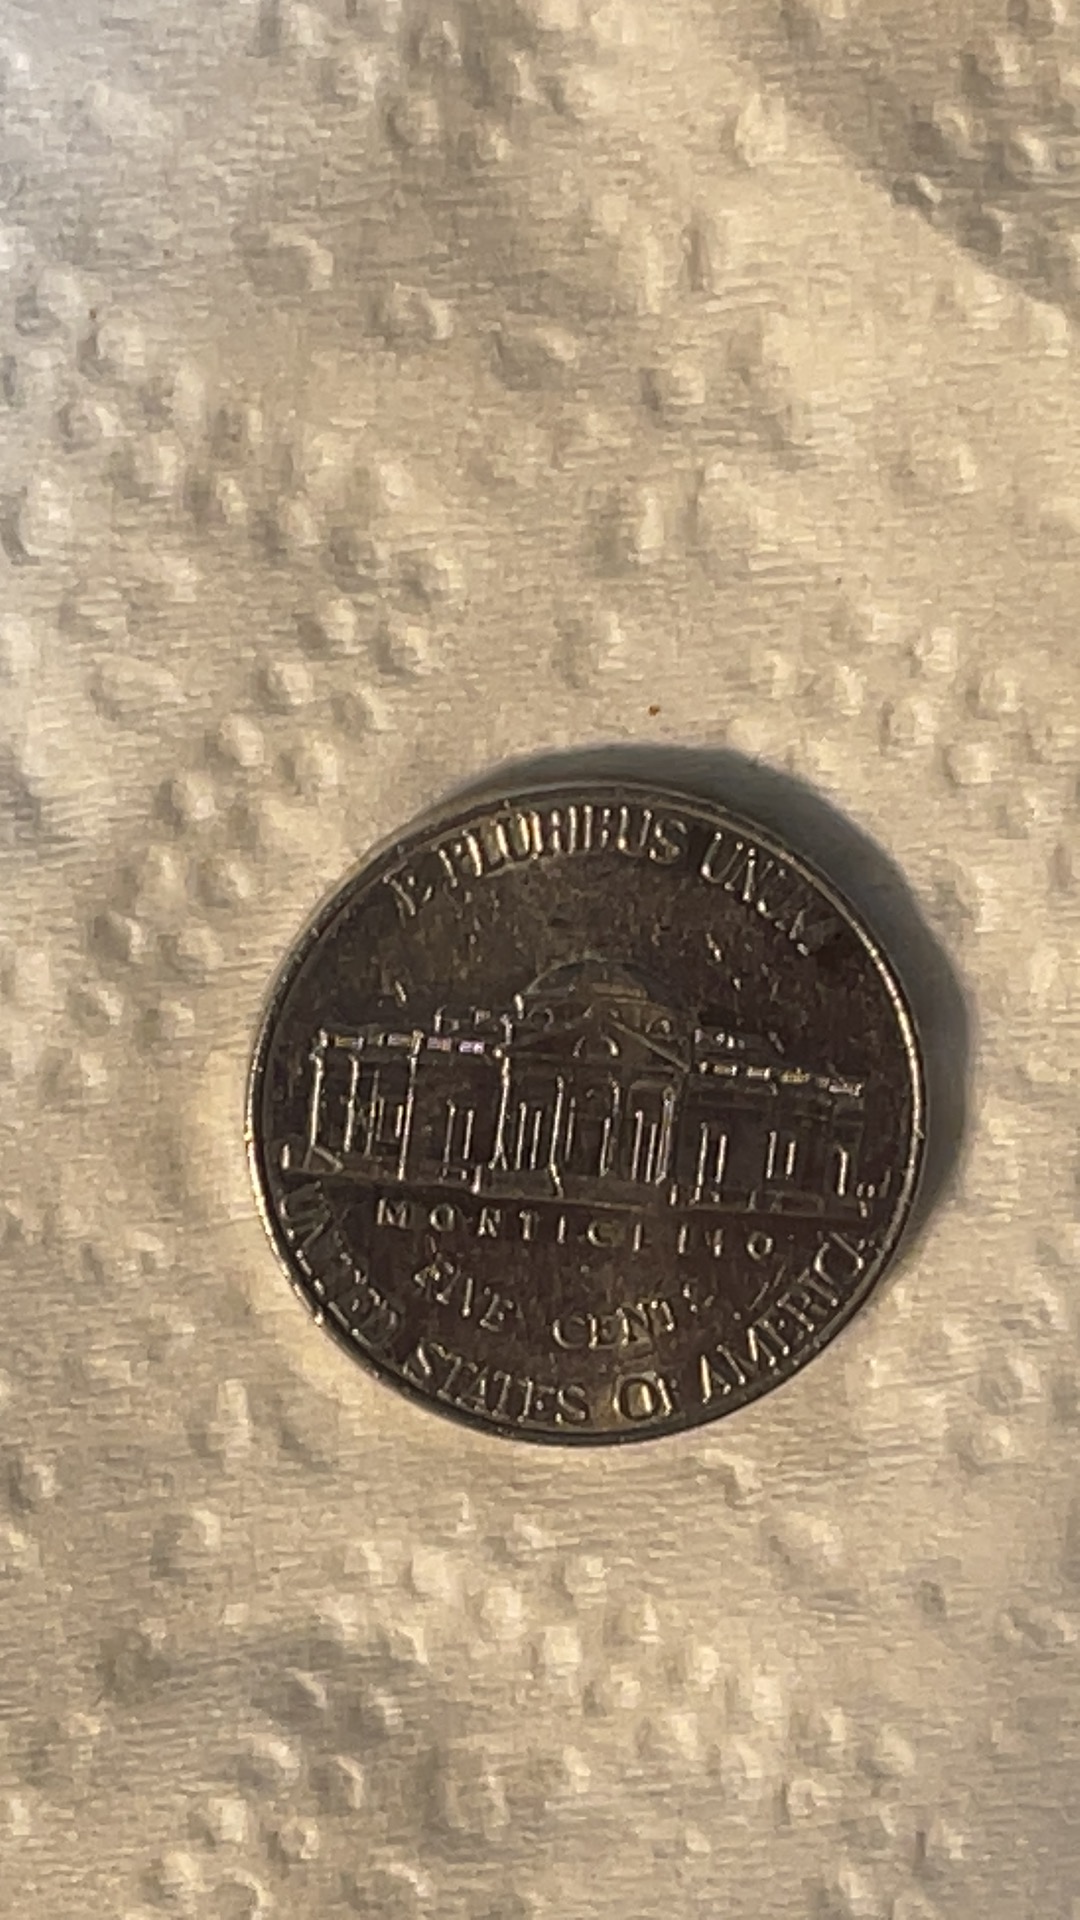 E PLURIBUS UNUM
MONTICELLO
FIVE CENTS
UNITED STATES OF AMERICA